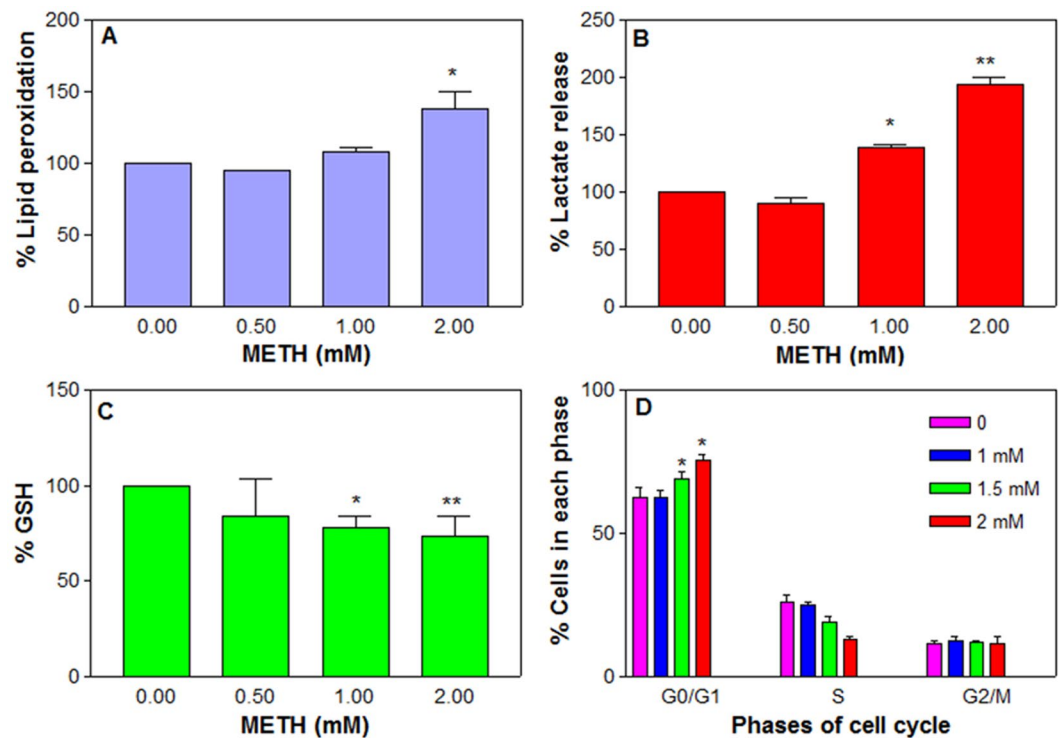 A
% Lipid peroxidation
200
150
100
50
0
*
0.00 0.50 1.00 2.00
METH (mM)
B
% Lactate release
250
200
150
100
50
0
*
**
0.00 0.50 1.00 2.00
METH (mM)
C
% GSH
150
100
50
0
*
**
0.00 0.50 1.00 2.00
METH (mM)
D
% Cells in each phase
100
50
0
*
*
0
1 mM
1.5 mM
2 mM
G0/G1 S G2/M
Phases of cell cycle